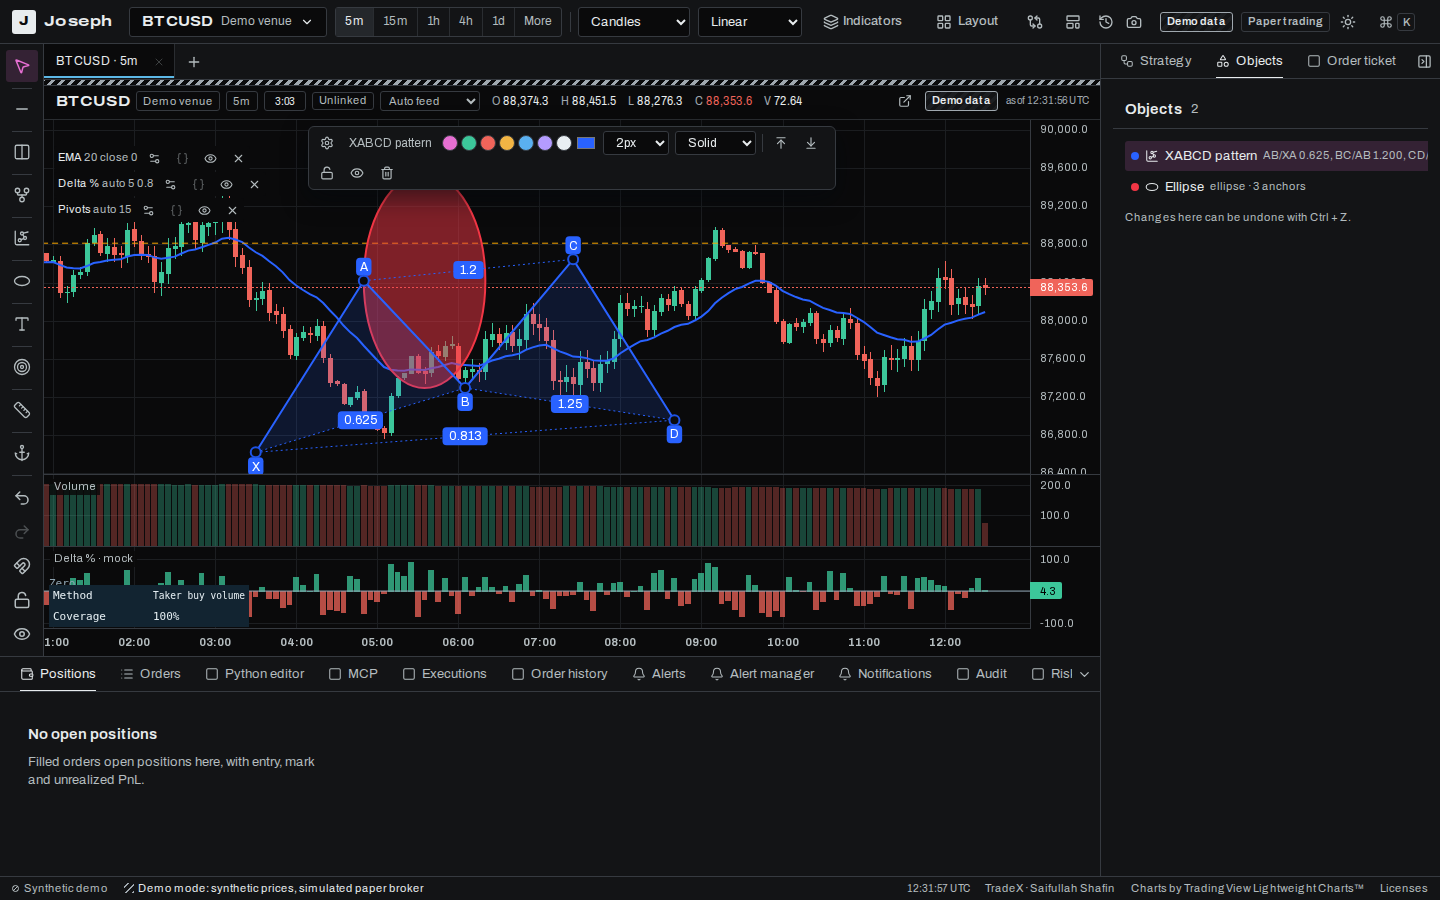 J Joseph BTCUSD Demo venue 5m 15m 1h 4h 1d More Candles Linear Indicators Layout Demo data Paper trading ⌘ K
BTCUSD · 5m × +
Strategy Objects Order ticket
BTCUSD Demo venue 5m 3:03 Unlinked Auto feed O 88,374.3 H 88,451.5 L 88,276.3 C 88,353.6 V 72.64 Demo data as of 12:31:56 UTC
Objects 2
XABCD pattern 2px Solid
XABCD pattern AB/XA 0.625, BC/AB 1.200, CD/
Ellipse ellipse · 3 anchors
Changes here can be undone with Ctrl + Z.
EMA 20 close 0
Delta % auto 5 0.8
Pivots auto 15
90,000.0
89,600.0
89,200.0
88,800.0
88,353.6
88,000.0
87,600.0
87,200.0
86,800.0
86,400.0
A
1.2
C
B
0.625
1.25
0.813
D
X
Volume
200.0
100.0
Delta % · mock
100.0
Zero
Method Taker buy volume
4.3
Coverage 100%
-100.0
1:00 02:00 03:00 04:00 05:00 06:00 07:00 08:00 09:00 10:00 11:00 12:00
Positions Orders Python editor MCP Executions Order history Alerts Alert manager Notifications Audit Risl
No open positions
Filled orders open positions here, with entry, mark
and unrealized PnL.
Synthetic demo Demo mode: synthetic prices, simulated paper broker 12:31:57 UTC TradeX · Saifullah Shafin Charts by TradingView Lightweight Charts™ Licenses